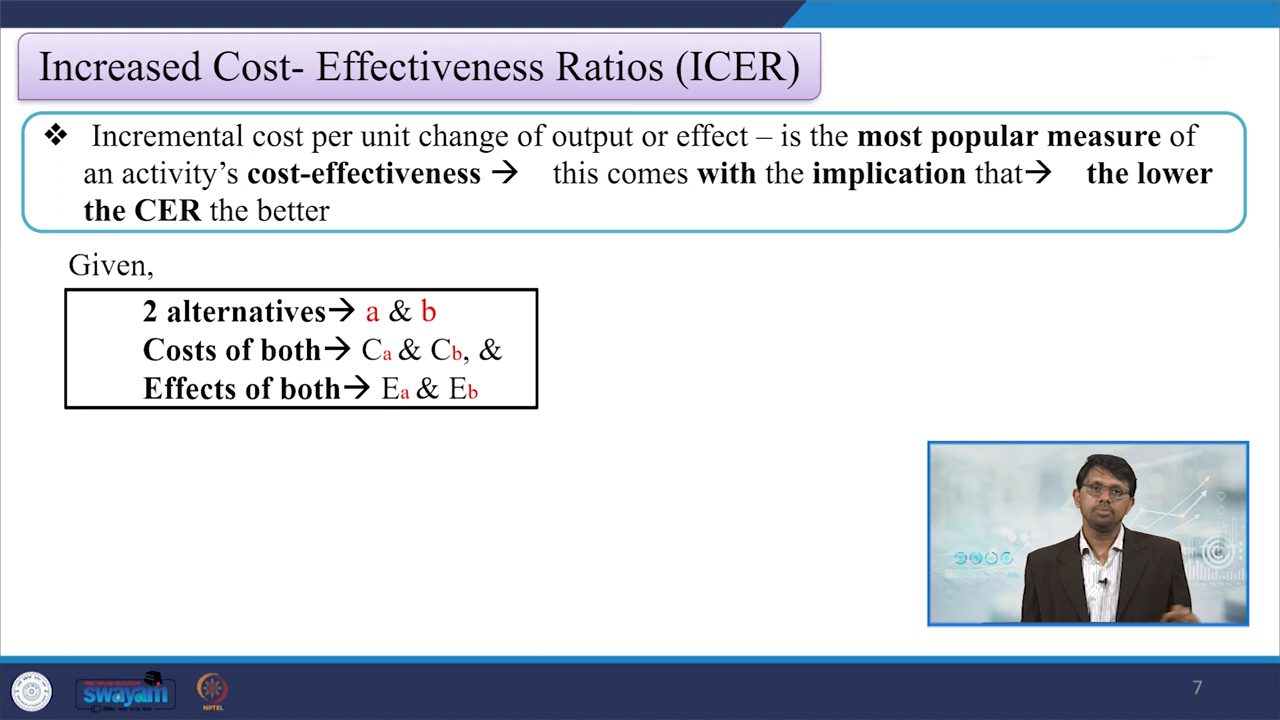 Increased Cost- Effectiveness Ratios (ICER)
❖ Incremental cost per unit change of output or effect – is the most popular measure of
an activity’s cost-effectiveness → this comes with the implication that→ the lower
the CER the better
Given,
2 alternatives→ a & b
Costs of both→ Ca & Cb, &
Effects of both→ Ea & Eb
swayam
NPTEL
7